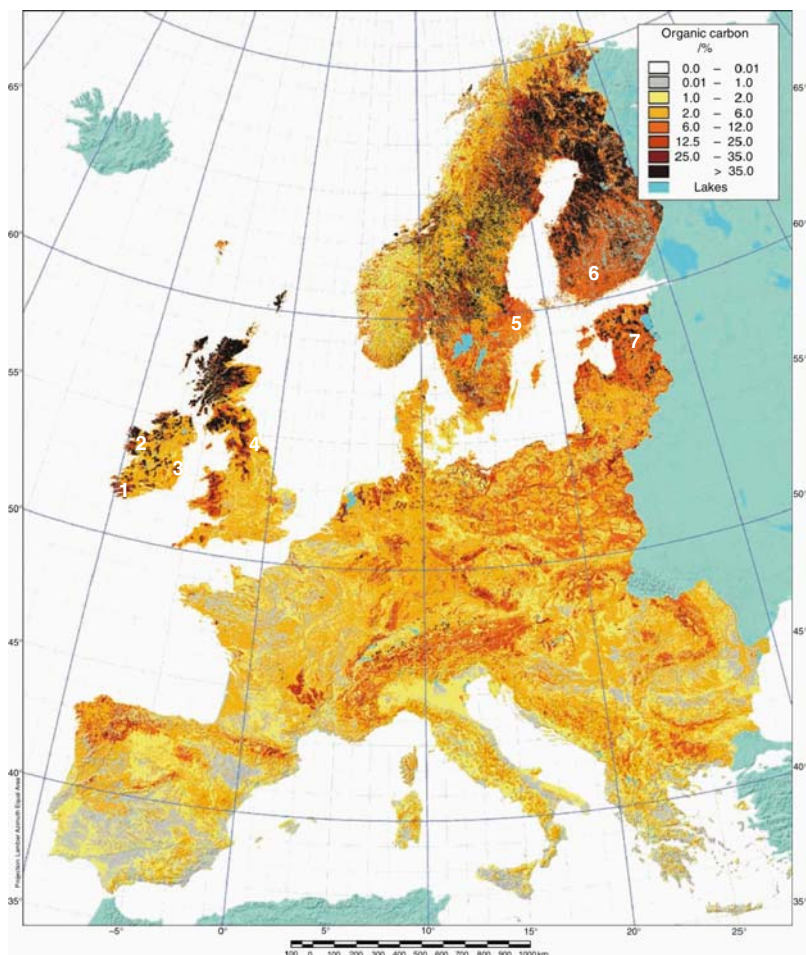 Organic carbon
/%
0.0 – 0.01
0.01 – 1.0
1.0 – 2.0
2.0 – 6.0
6.0 – 12.0
12.5 – 25.0
25.0 – 35.0
> 35.0
Lakes
65°
65°
60°
60°
55°
55°
50°
50°
45°
45°
40°
40°
35°
35°
6
5
7
2
4
3
1
Projection: Lamber Azimuth Equal Area
–5° 0° 5° 10° 15° 20°
100 0 100 200 300 400 500 600 700 800 900 1000 km